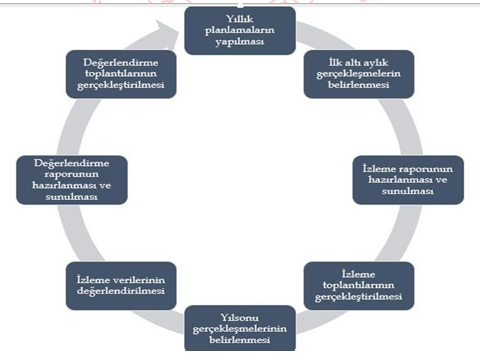 Yıllık
planlamaların
yapılması
İlk altı aylık
gerçekleşmelerin
belirlenmesi
İzleme raporunun
hazırlanması ve
sunulması
İzleme
toplantılarının
gerçekleştirilmesi
Yılsonu
gerçekleşmelerinin
belirlenmesi
İzleme verilerinin
değerlendirilmesi
Değerlendirme
raporunun
hazırlanması ve
sunulması
Değerlendirme
toplantılarının
gerçekleştirilmesi